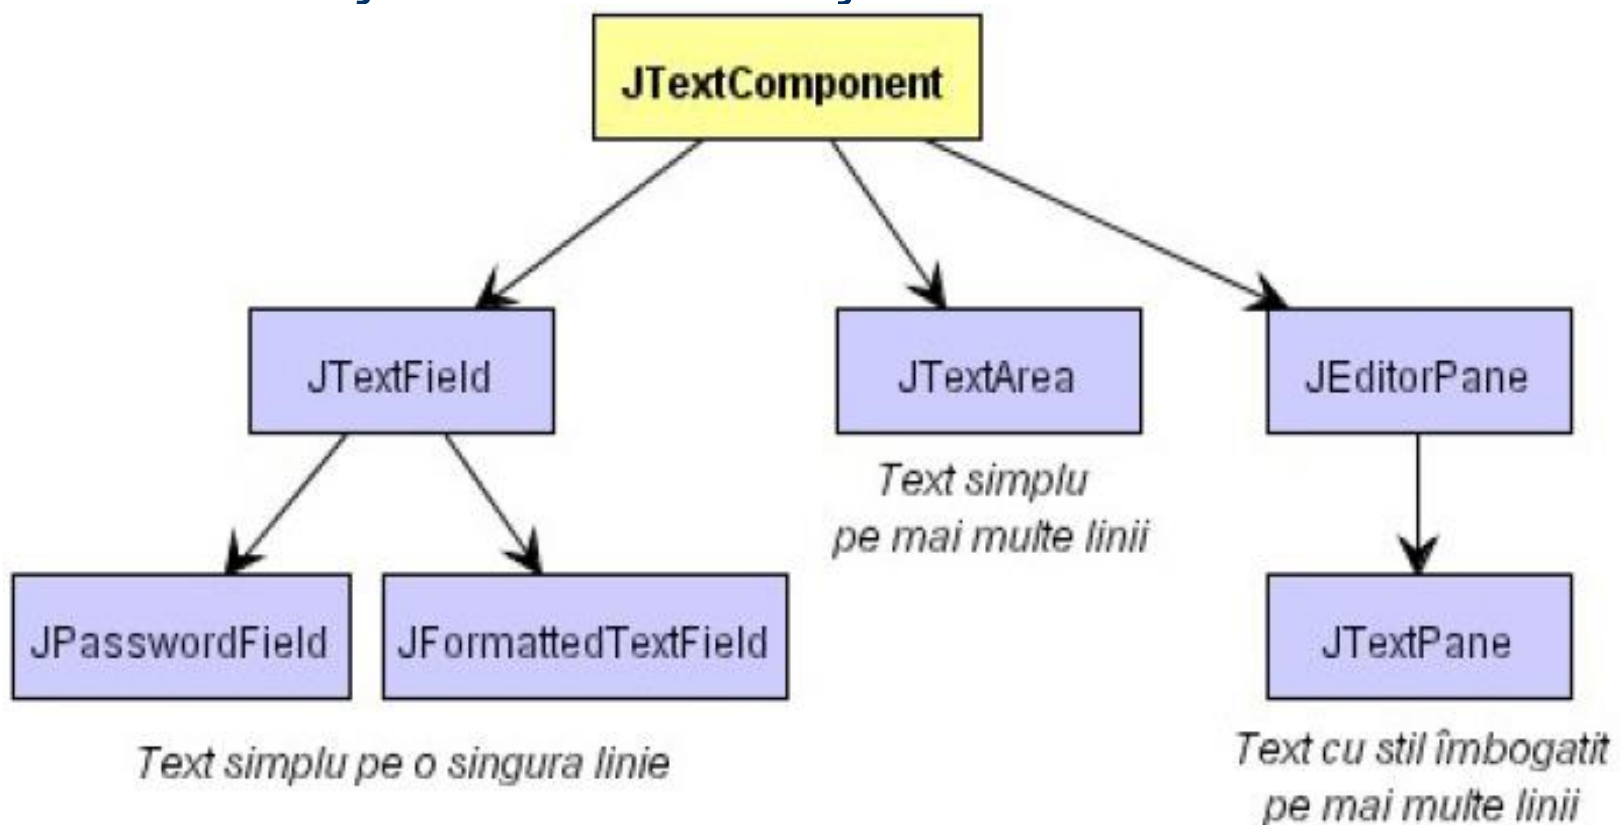 JTextComponent
JTextField
JTextArea
JEditorPane
Text simplu
pe mai multe linii
JPasswordField
JFormattedTextField
JTextPane
Text simplu pe o singura linie
Text cu stil îmbogatit
pe mai multe linii